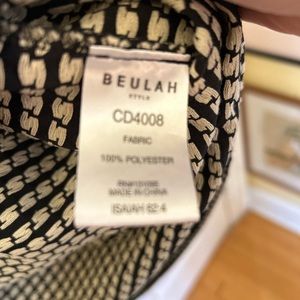 BEULAH
STYLE
CD4008
FABRIC
100% POLYESTER
MADE IN CHINA
ISAIAH 62:4